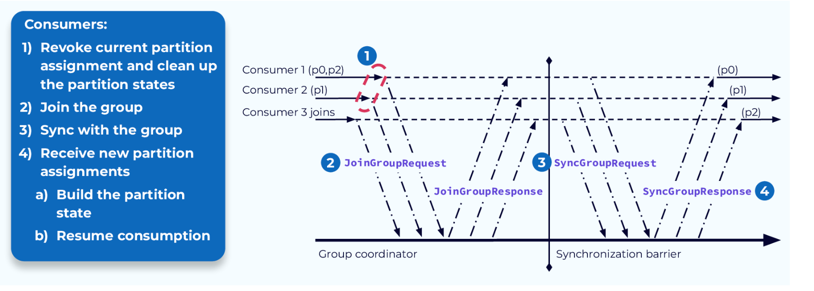 Consumers:
1) Revoke current partition
assignment and clean up
the partition states
2) Join the group
3) Sync with the group
4) Receive new partition
assignments
a) Build the partition
state
b) Resume consumption
1
Consumer 1 (p0,p2)
(p0)
Consumer 2 (p1)
(p1)
Consumer 3 joins
(p2)
2 JoinGroupRequest
3 SyncGroupRequest
JoinGroupResponse
SyncGroupResponse 4
Group coordinator
Synchronization barrier